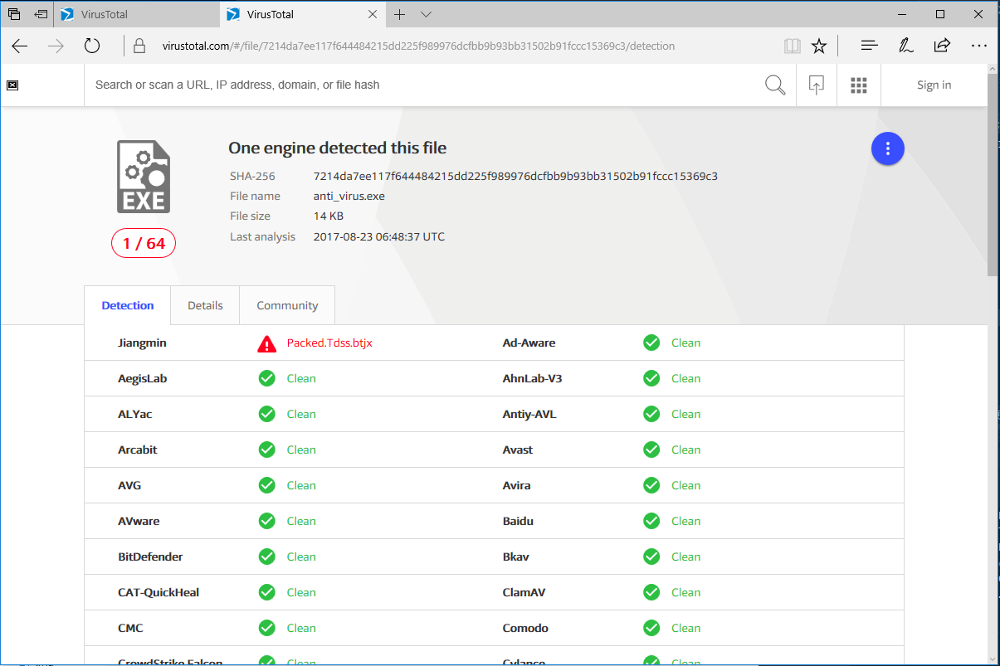 VirusTotal VirusTotal
virustotal.com/#/file/7214da7ee117f644484215dd225f989976dcfbb9b93bb31502b91fccc15369c3/detection
Search or scan a URL, IP address, domain, or file hash Sign in
EXE
1 / 64
One engine detected this file
SHA-256 7214da7ee117f644484215dd225f989976dcfbb9b93bb31502b91fccc15369c3
File name anti_virus.exe
File size 14 KB
Last analysis 2017-08-23 06:48:37 UTC
Detection Details Community
Jiangmin Packed.Tdss.btjx Ad-Aware Clean
AegisLab Clean AhnLab-V3 Clean
ALYac Clean Antiy-AVL Clean
Arcabit Clean Avast Clean
AVG Clean Avira Clean
AVware Clean Baidu Clean
BitDefender Clean Bkav Clean
CAT-QuickHeal Clean ClamAV Clean
CMC Clean Comodo Clean
CrowdStrike Falcon Clean Cylance Clean